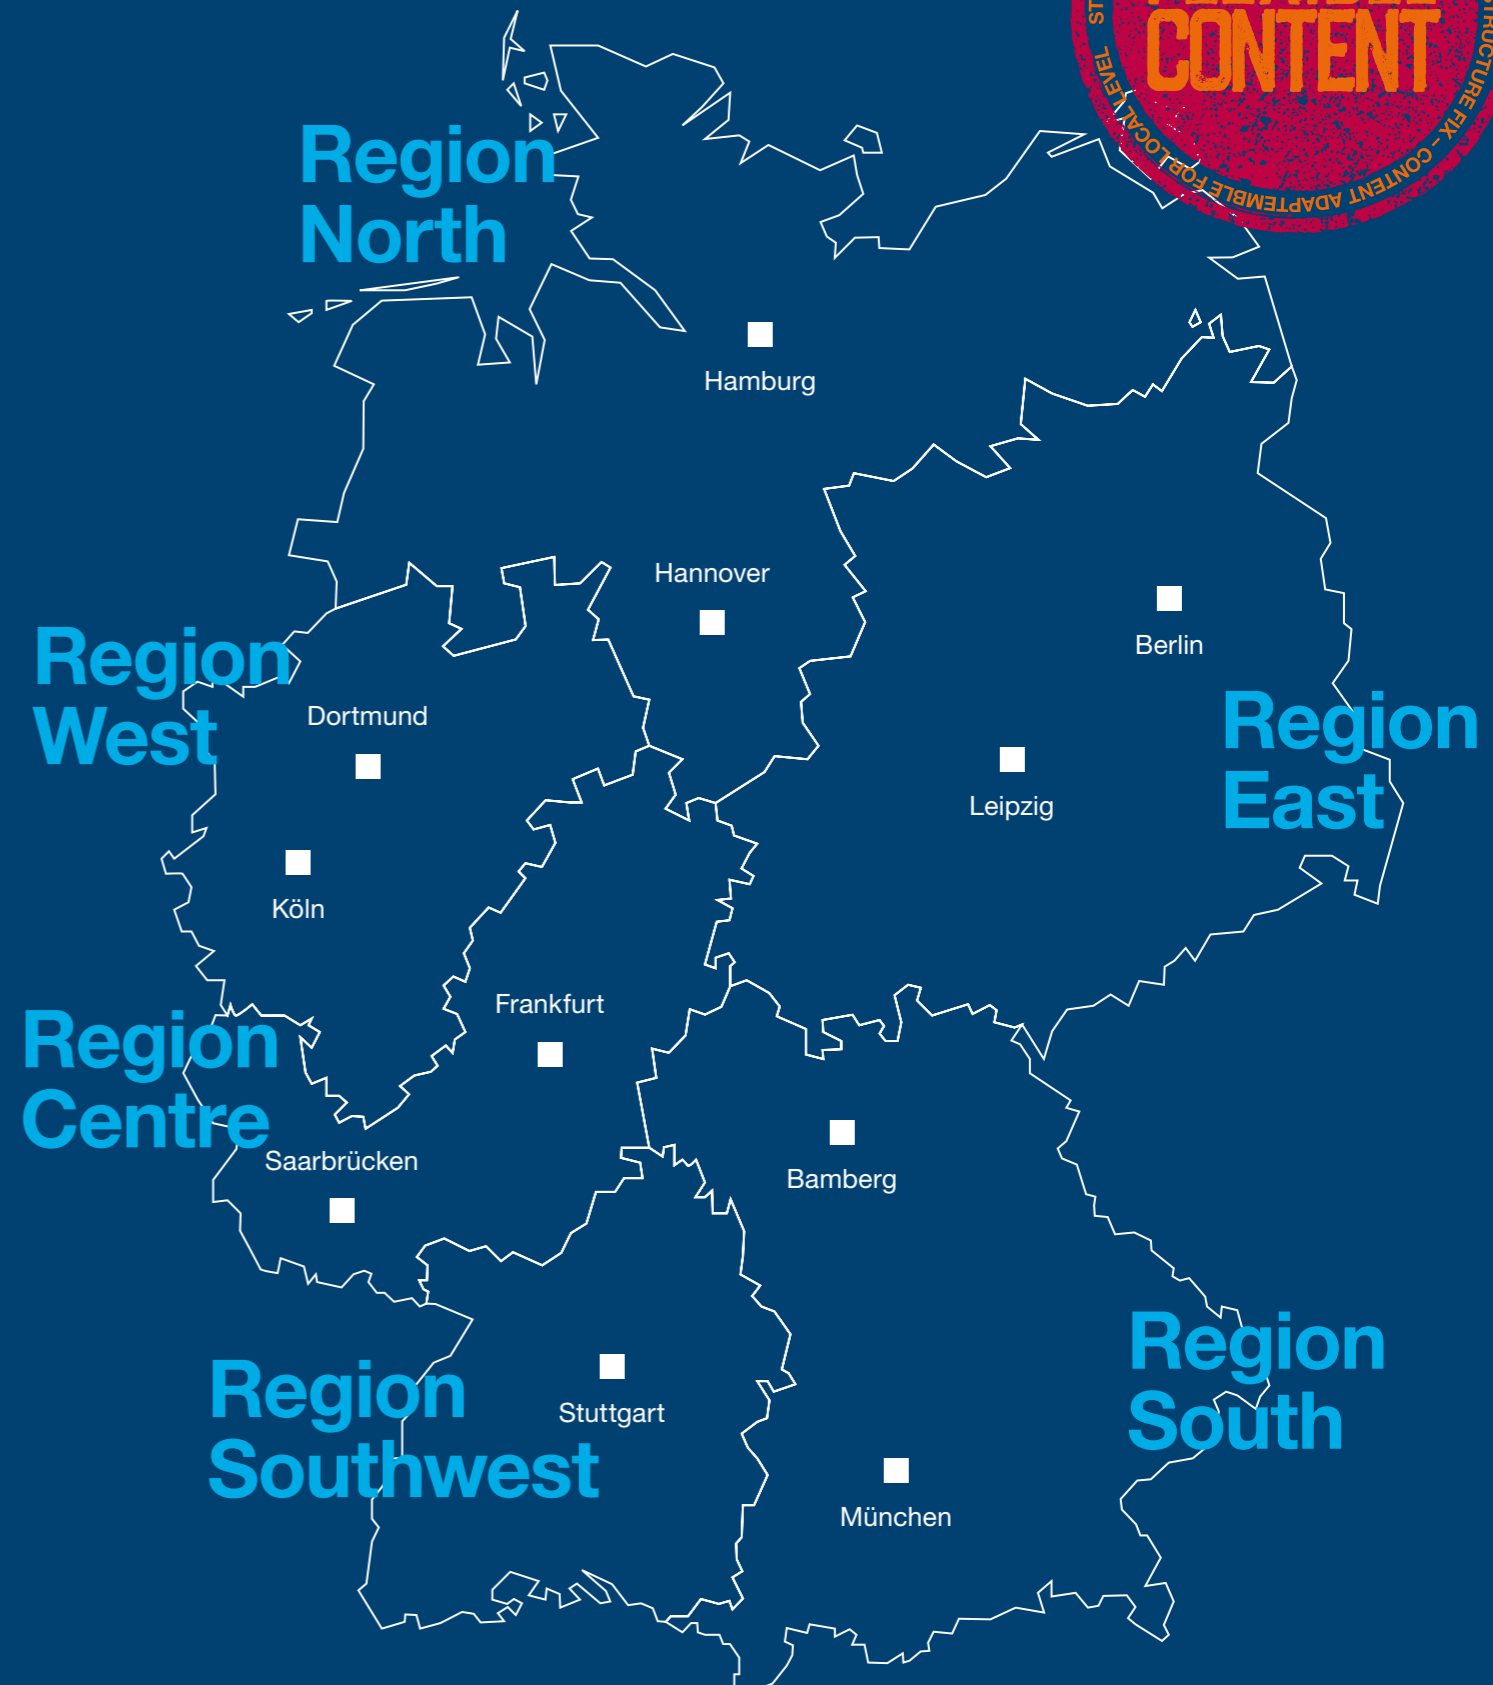 CONTENT
STRUCTURE FIX – CONTENT ADAPTEMBLE FOR LOCAL LEVEL
Region
North
Hamburg
Hannover
Berlin
Region
West
Dortmund
Region
East
Leipzig
Köln
Frankfurt
Region
Centre
Bamberg
Saarbrücken
Region
South
Region
Southwest
Stuttgart
München